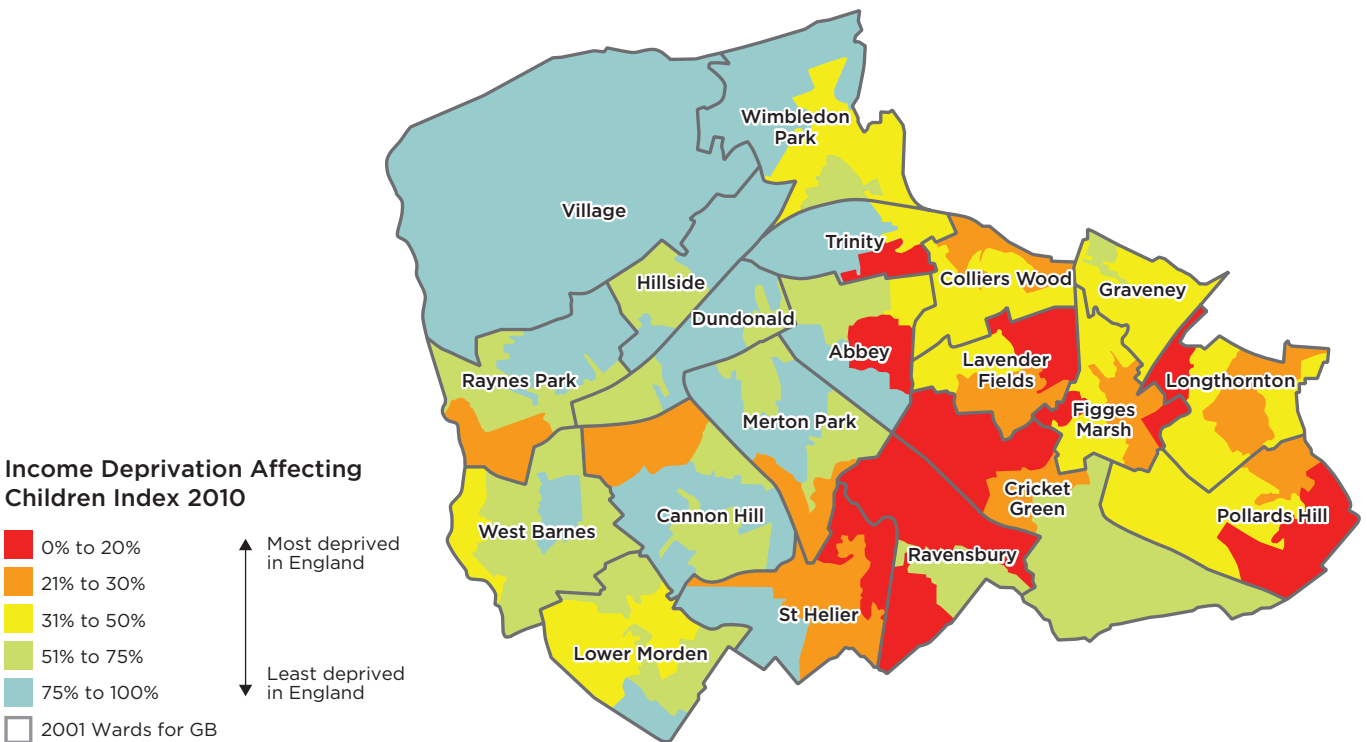 Wimbledon
Park
Village
Trinity
Hillside
Colliers Wood
Graveney
Dundonald
Abbey
Lavender
Fields
Raynes Park
Longthornton
Figges
Marsh
Merton Park
Income Deprivation Affecting
Children Index 2010
Cricket
Green
Cannon Hill
Pollards Hill
West Barnes
Ravensbury
0% to 20%
21% to 30%
31% to 50%
51% to 75%
75% to 100%
2001 Wards for GB
Most deprived
in England
Least deprived
in England
St Helier
Lower Morden